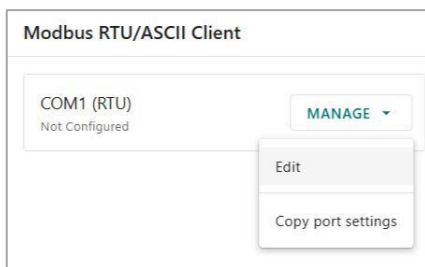 Modbus RTU/ASCII Client
COM1 (RTU)
Not Configured
MANAGE
Edit
Copy port settings